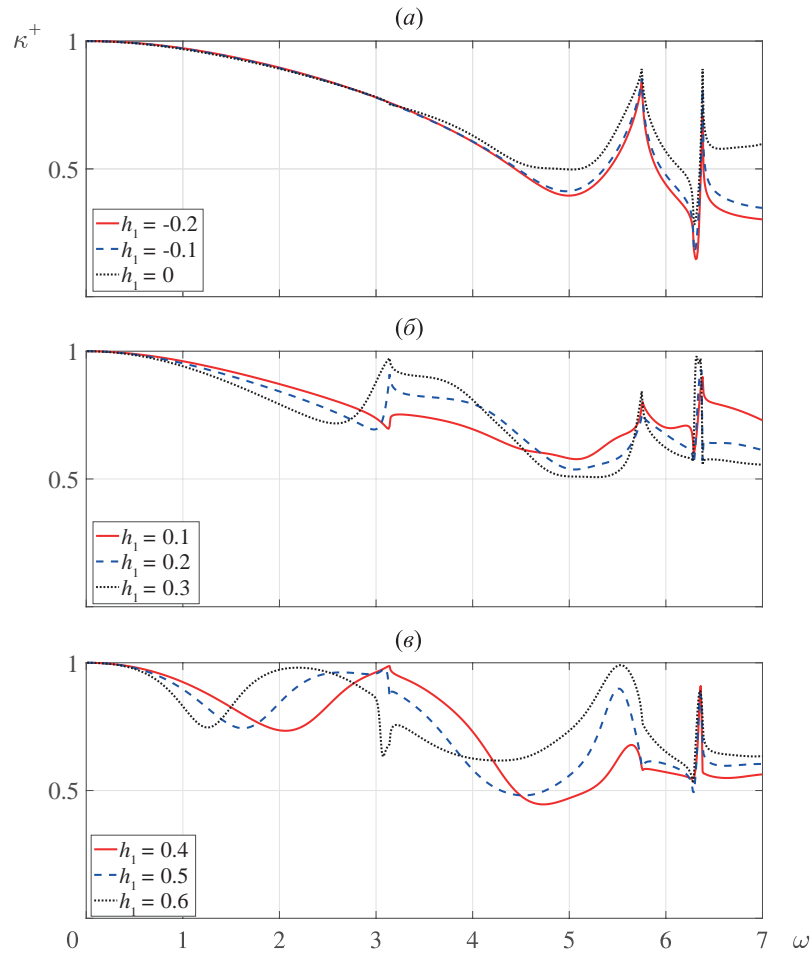 (а)
κ⁺
1
0.5
h₁ = -0.2
h₁ = -0.1
h₁ = 0
(б)
1
0.5
h₁ = 0.1
h₁ = 0.2
h₁ = 0.3
(в)
1
0.5
h₁ = 0.4
h₁ = 0.5
h₁ = 0.6
0 1 2 3 4 5 6 7 ω